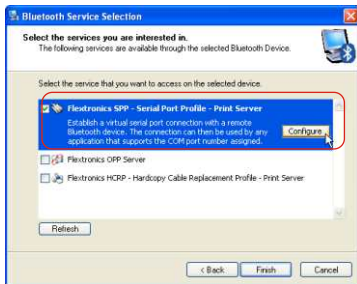 Bluetooth Service Selection
Select the services you are interested in.
The following services are available through the selected Bluetooth Device.
Select the service that you want to access on the selected device.
Flextronics SPP - Serial Port Profile - Print Server
Establish a virtual serial port connection with a remote
Bluetooth device. The connection can then be used by any
application that supports the COM port number assigned.
Configure
Flextronics OPP Server
Flextronics HCRP - Hardcopy Cable Replacement Profile - Print Server
Refresh
< Back
Finish
Cancel